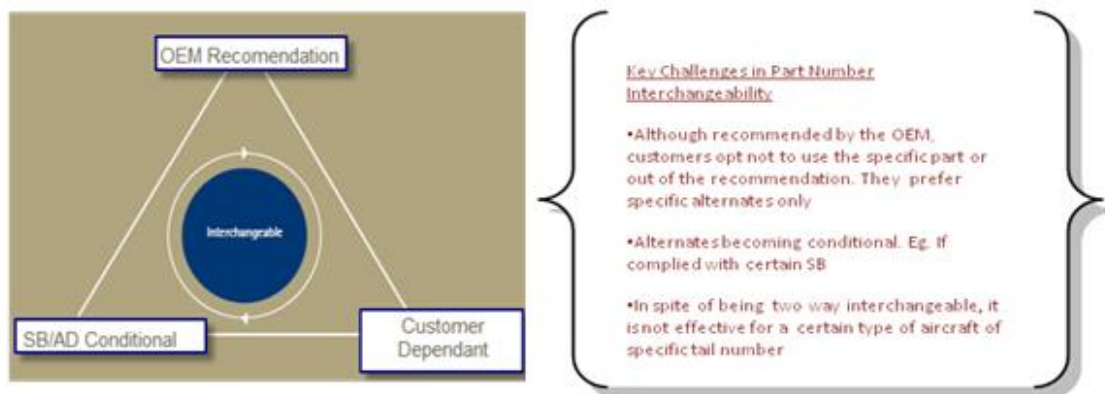 OEM Recomendation
Interchangeable
SB/AD Conditional
Customer
Dependant
Key Challenges in Part Number
Interchangeability
•Although recommended by the OEM,
customers opt not to use the specific part or
out of the recommendation. They prefer
specific alternates only
•Alternates becoming conditional. Eg. If
complied with certain SB
•In spite of being two way interchangeable, it
is not effective for a certain type of aircraft of
specific tail number